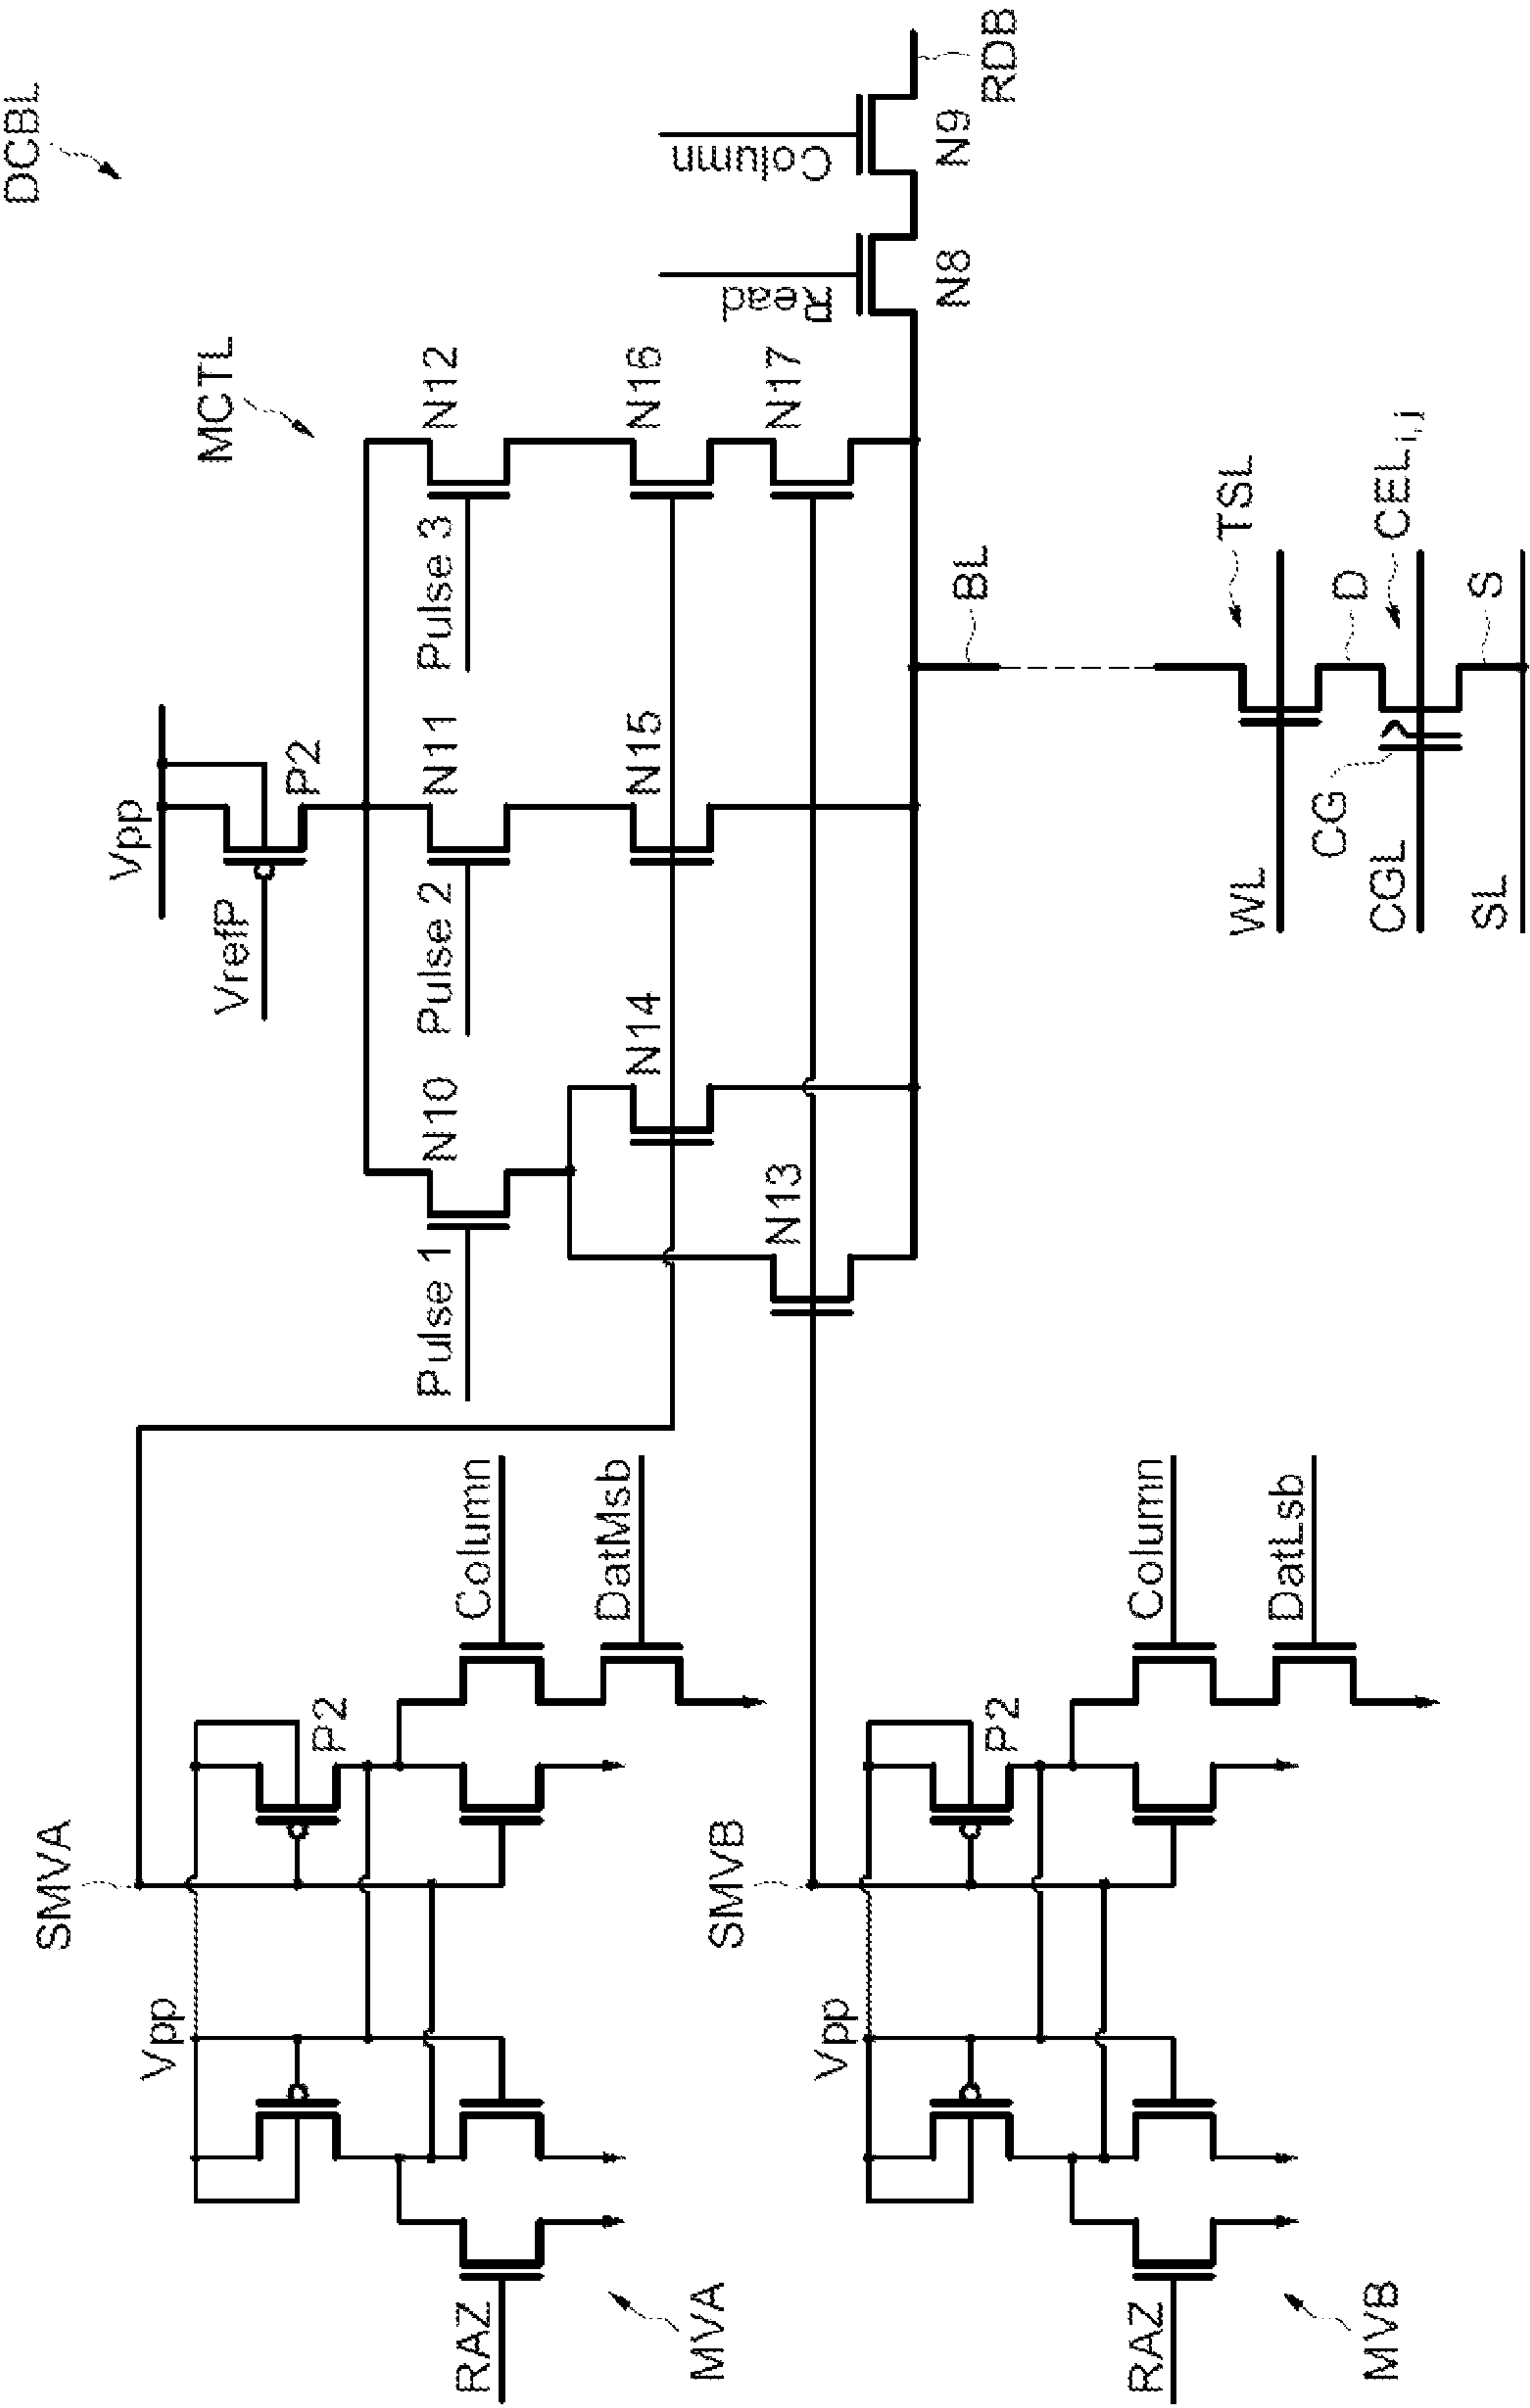 DCBL
MCTL
Vpp
VrefP
P2
Pulse 1
N10
Pulse 2
N11
Pulse 3
N12
N14
N15
N16
N13
N17
Read
Column
N8
N9
RDB
BL
WL
TSL
D
CG
CGL
CELi,j
SL
S
SMVA
Vpp
P2
Column
DatMsb
RAZ
MVA
SMVB
Vpp
P2
Column
DatLsb
RAZ
MVB